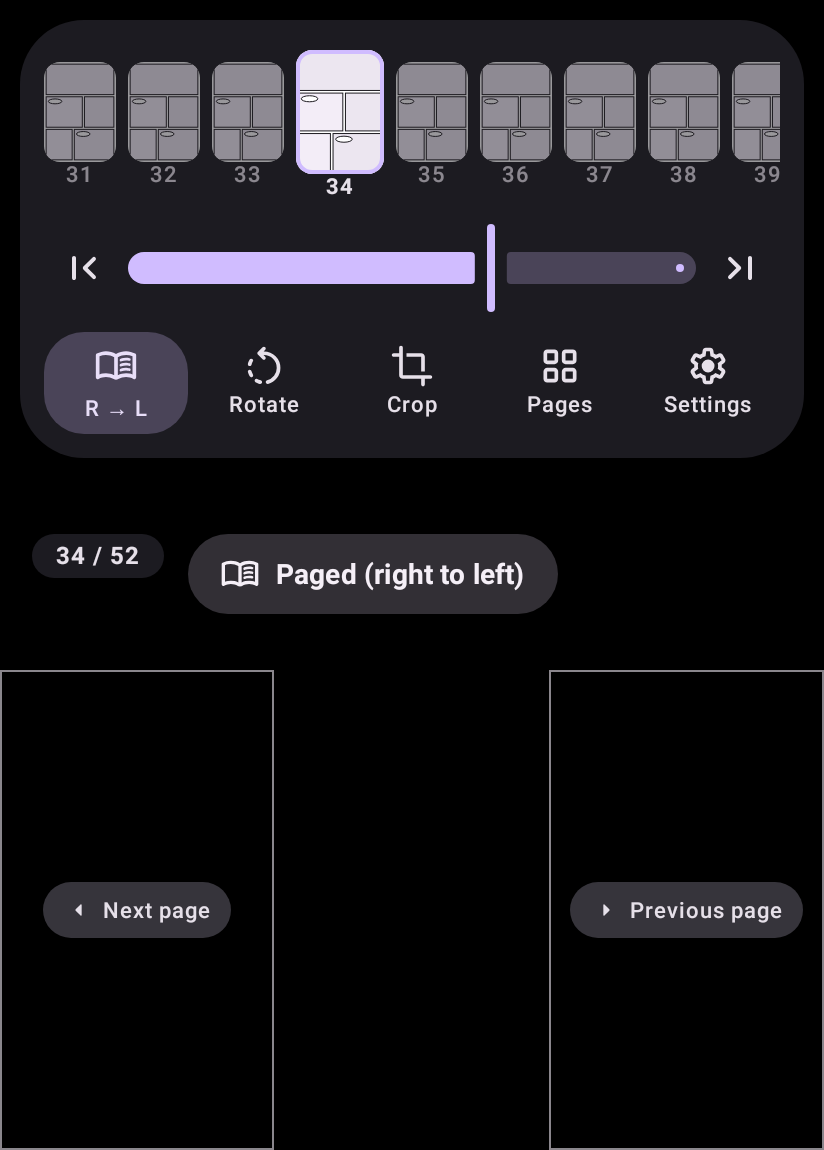 31 32 33 34 35 36 37 38 39
R → L Rotate Crop Pages Settings
34 / 52
Paged (right to left)
Next page
Previous page